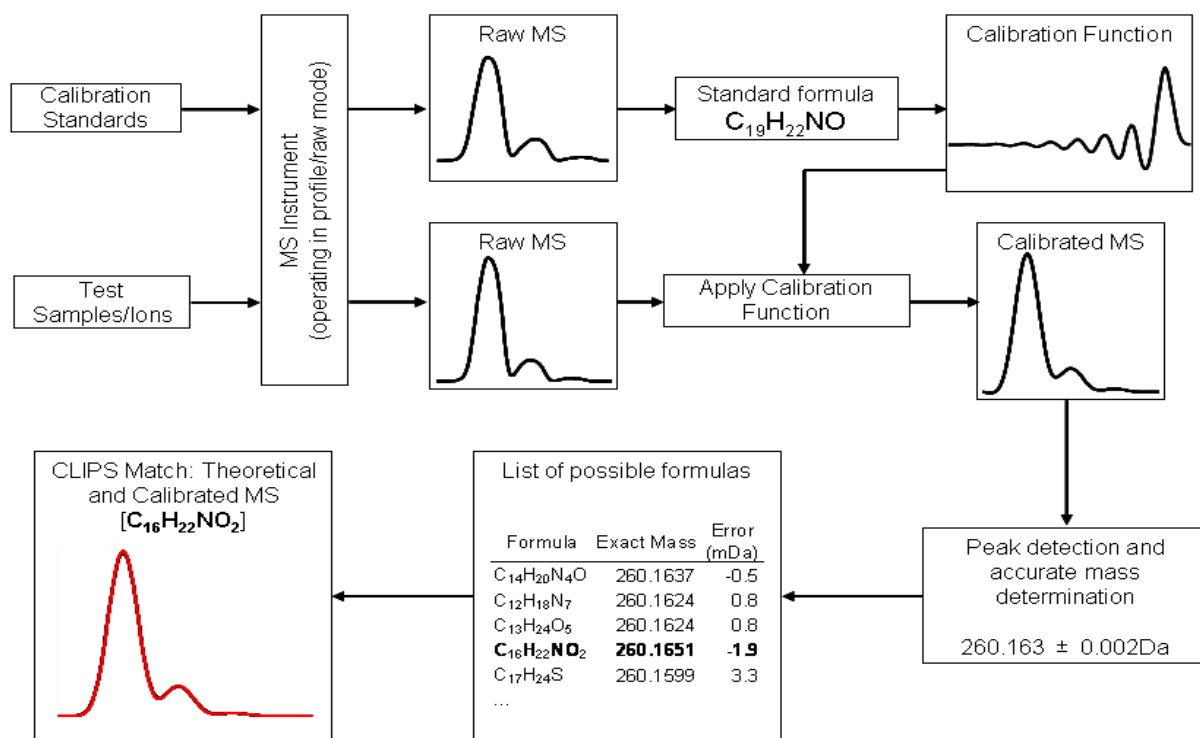 Calibration
Standards
Test
Samples/Ions
MS Instrument
(operating in profile/raw mode)
Raw MS
Standard formula
C₁₉H₂₂NO
Calibration Function
Raw MS
Apply Calibration
Function
Calibrated MS
Peak detection and
accurate mass
determination
260.163 ± 0.002Da
List of possible formulas
Formula Exact Mass Error
(mDa)
C₁₄H₂₀N₄O 260.1637 -0.5
C₁₂H₁₈N₇ 260.1624 0.8
C₁₃H₂₄O₅ 260.1624 0.8
C₁₆H₂₂NO₂ 260.1651 -1.9
C₁₇H₂₄S 260.1599 3.3
...
CLIPS Match: Theoretical
and Calibrated MS
[C₁₆H₂₂NO₂]